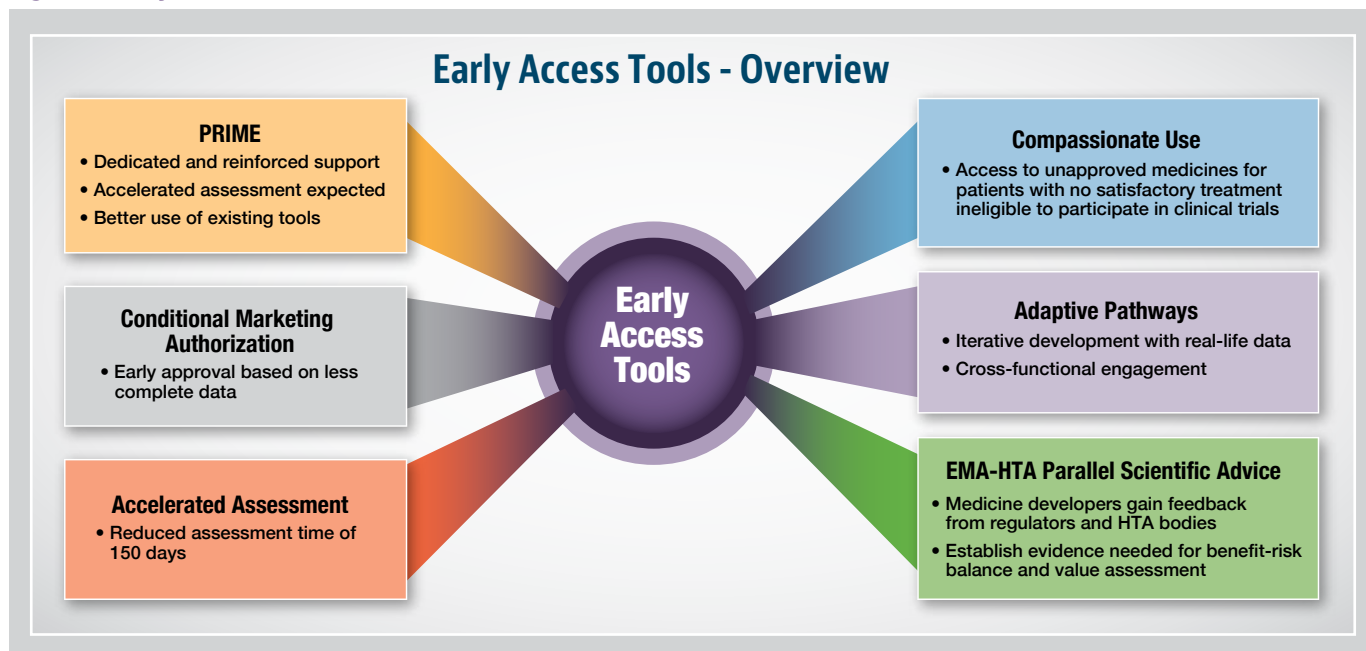 Early Access Tools - Overview
PRIME
• Dedicated and reinforced support
• Accelerated assessment expected
• Better use of existing tools
Conditional Marketing
Authorization
• Early approval based on less
complete data
Accelerated Assessment
• Reduced assessment time of
150 days
Early
Access
Tools
Compassionate Use
• Access to unapproved medicines for
patients with no satisfactory treatment
ineligible to participate in clinical trials
Adaptive Pathways
• Iterative development with real-life data
• Cross-functional engagement
EMA-HTA Parallel Scientific Advice
• Medicine developers gain feedback
from regulators and HTA bodies
• Establish evidence needed for benefit-risk
balance and value assessment